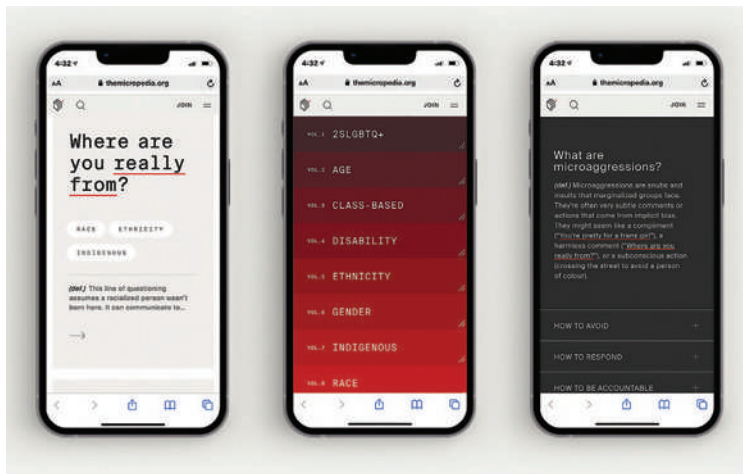 4:32
AA themicropedia.org
JOIN
Where are
you really
from?
RACE ETHNICITY
INDIGENOUS
(def.) This line of questioning
assumes a racialized person wasn't
born here. It can communicate to...
4:32
AA themicropedia.org
JOIN
VOL.1 2SLGBTQ+
VOL.2 AGE
VOL.3 CLASS-BASED
VOL.4 DISABILITY
VOL.5 ETHNICITY
VOL.6 GENDER
VOL.7 INDIGENOUS
VOL.8 RACE
4:32
AA themicropedia.org
JOIN
What are
microaggressions?
(def.) Microaggressions are snubs and
insults that marginalized groups face.
They're often very subtle comments or
actions that come from implicit bias.
They might seem like a compliment
("You're pretty for a trans girl"), a
harmless comment ("Where are you
really from?"), or a subconscious action
(crossing the street to avoid a person
of colour).
HOW TO AVOID
HOW TO RESPOND
HOW TO BE ACCOUNTABLE